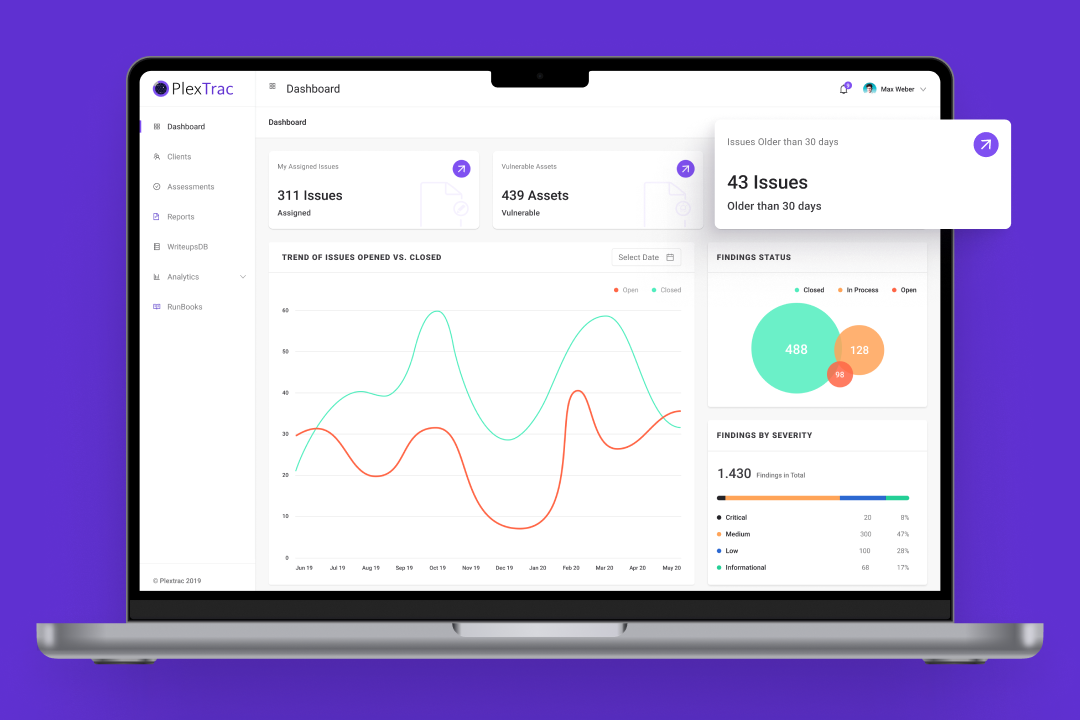 PlexTrac
Dashboard
Max Weber
Dashboard
Clients
Assessments
Reports
WriteupsDB
Analytics
RunBooks
© Plextrac 2019
Dashboard
My Assigned Issues
311 Issues
Assigned
Vulnerable Assets
439 Assets
Vulnerable
Issues Older than 30 days
43 Issues
Older than 30 days
TREND OF ISSUES OPENED VS. CLOSED
Select Date
Open Closed
60
50
40
30
20
10
0
Jun 19 Jul 19 Aug 19 Sep 19 Oct 19 Nov 19 Dec 19 Jan 20 Feb 20 Mar 20 Apr 20 May 20
FINDINGS STATUS
Closed In Process Open
488
128
98
FINDINGS BY SEVERITY
1.430 Findings in Total
Critical 20 8%
Medium 300 47%
Low 100 28%
Informational 68 17%